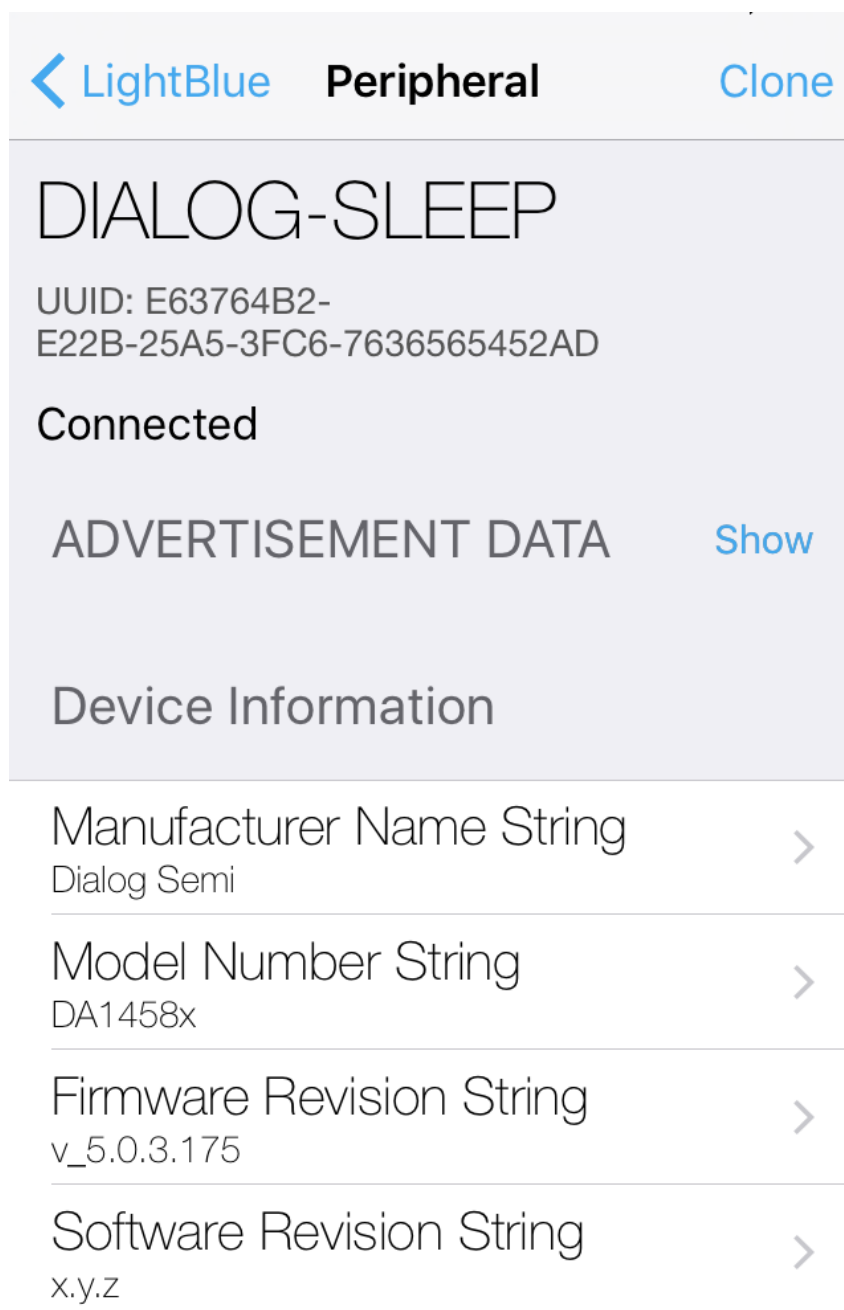 LightBlue Peripheral Clone
DIALOG-SLEEP
UUID: E63764B2-
E22B-25A5-3FC6-7636565452AD
Connected
ADVERTISEMENT DATA Show
Device Information
Manufacturer Name String
Dialog Semi
Model Number String
DA1458x
Firmware Revision String
v_5.0.3.175
Software Revision String
x.y.z